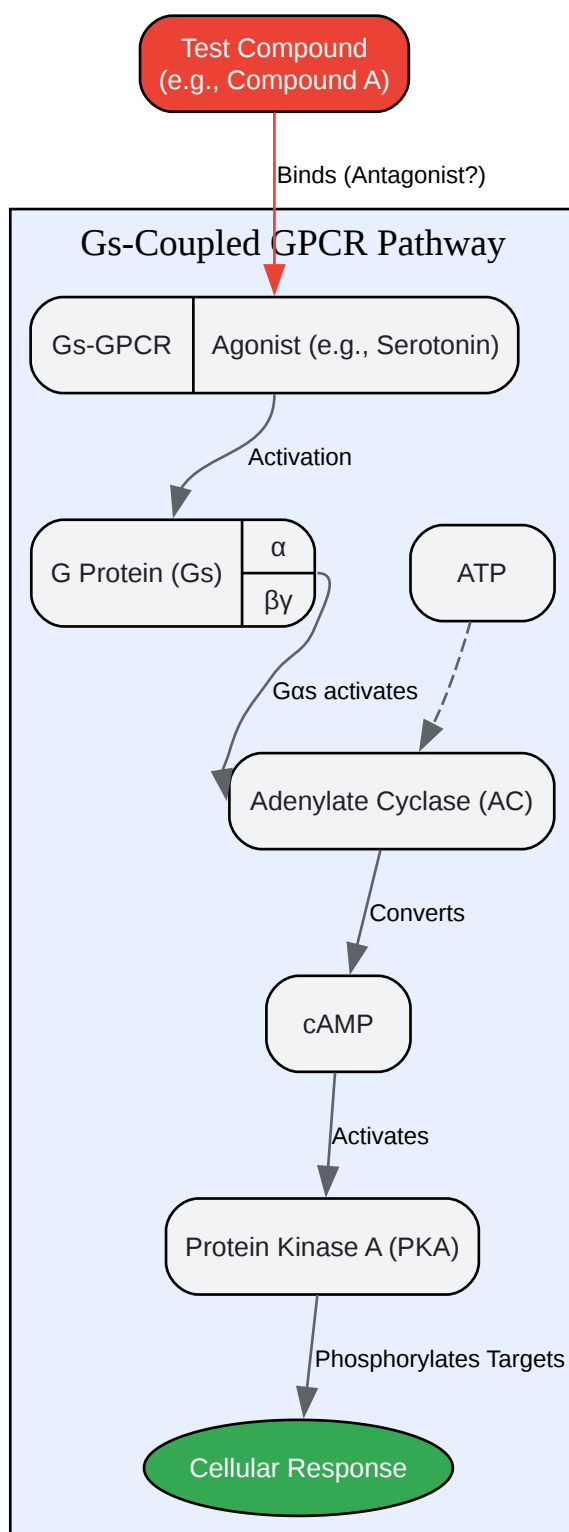 Test Compound
(e.g., Compound A)
Binds (Antagonist?)
Gs-Coupled GPCR Pathway
Gs-GPCR
Agonist (e.g., Serotonin)
Activation
G Protein (Gs)
α
βγ
ATP
Gαs activates
Adenylate Cyclase (AC)
Converts
cAMP
Activates
Protein Kinase A (PKA)
Phosphorylates Targets
Cellular Response